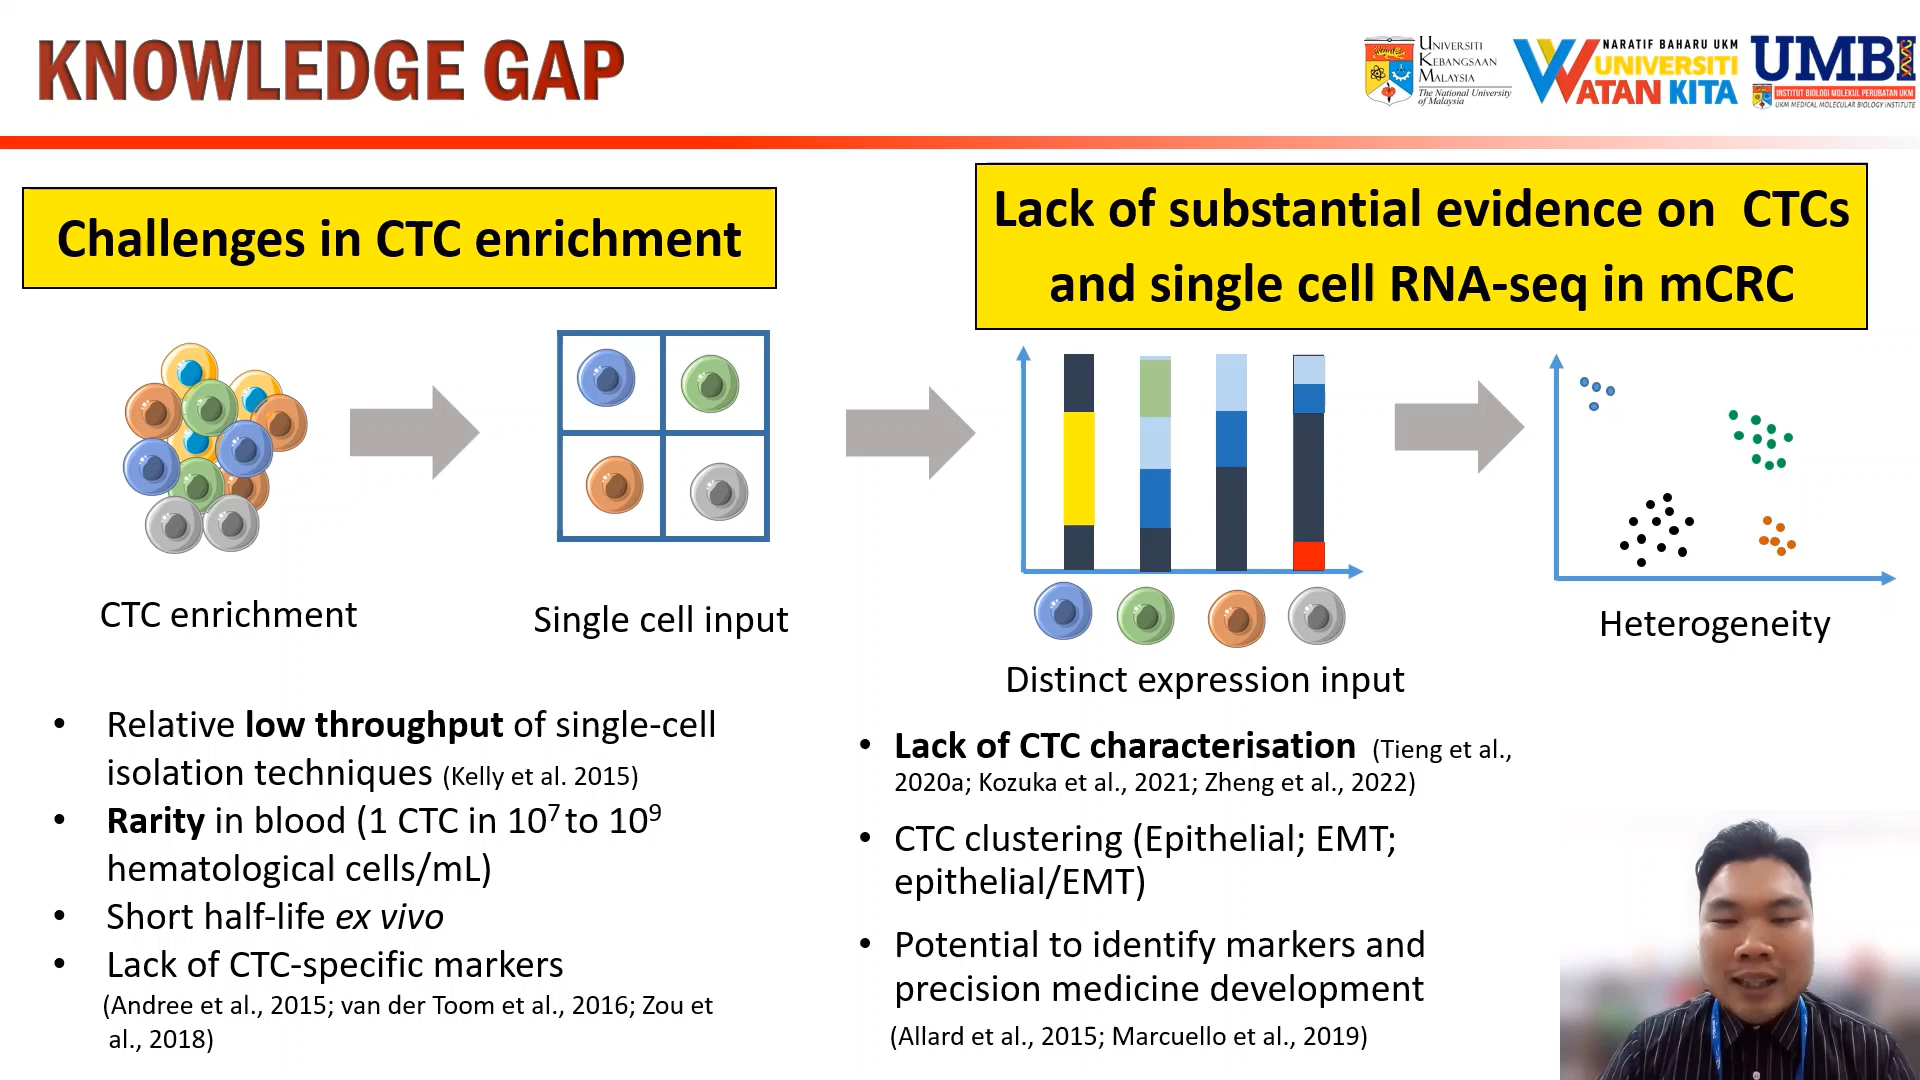 KNOWLEDGE GAP
UNIVERSITI
KEBANGSAAN
MALAYSIA
The National University
of Malaysia
NARATIF BAHARU UKM
UNIVERSITI
WATAN KITA
UMBI
INSTITUT BIOLOGI MOLEKUL PERUBATAN UKM
UKM MEDICAL MOLECULAR BIOLOGY INSTITUTE
Challenges in CTC enrichment
Lack of substantial evidence on CTCs
and single cell RNA-seq in mCRC
CTC enrichment
Single cell input
Distinct expression input
Heterogeneity
• Relative low throughput of single-cell
isolation techniques (Kelly et al. 2015)
• Rarity in blood (1 CTC in 10⁷ to 10⁹
hematological cells/mL)
• Short half-life ex vivo
• Lack of CTC-specific markers
(Andree et al., 2015; van der Toom et al., 2016; Zou et
al., 2018)
• Lack of CTC characterisation (Tieng et al.,
2020a; Kozuka et al., 2021; Zheng et al., 2022)
• CTC clustering (Epithelial; EMT;
epithelial/EMT)
• Potential to identify markers and
precision medicine development
(Allard et al., 2015; Marcuello et al., 2019)